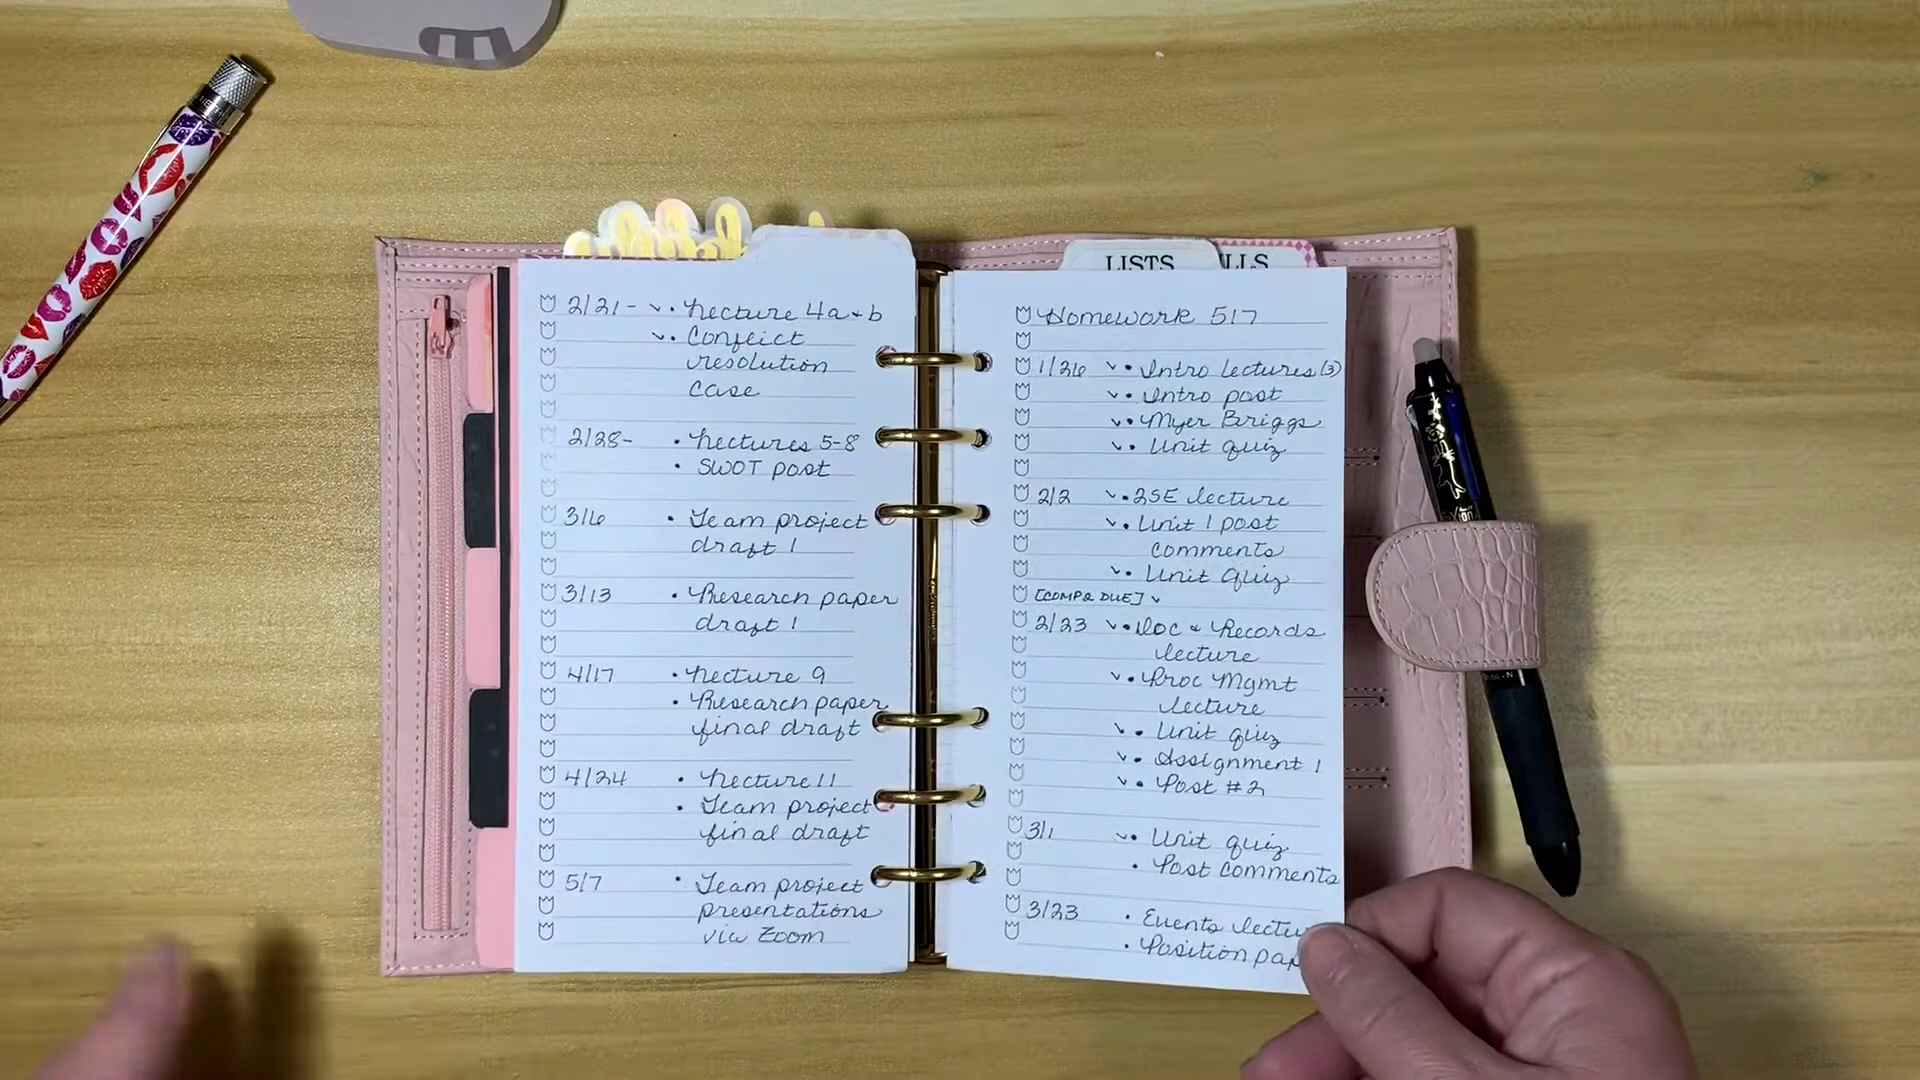 2/21 - ✓ • Lecture 4a + b
✓ • Conflict
resolution
case
2/28 - • Lectures 5-8
• SWOT post
3/6 • Team project
draft 1
3/13 • Research paper
draft 1
4/17 • Lecture 9
• Research paper
final draft
4/24 • Lecture 11
• Team project
final draft
5/7 • Team project
presentations
via Zoom
LISTS
LLS
Homework 517
1/26 ✓ • Intro lectures (3)
✓ • Intro post
✓ • Myer Briggs
✓ • Unit quiz
2/2 ✓ • 2SE lecture
✓ • Unit 1 post
comments
✓ • Unit quiz
[COMP2 DUE] ✓
2/23 ✓ • Doc + Records
lecture
✓ • Proc Mgmt
lecture
✓ • Unit quiz
✓ • Assignment 1
✓ • Post #2
3/1 ✓ • Unit quiz
• Post comments
3/23 • Events lectu
• Position pap